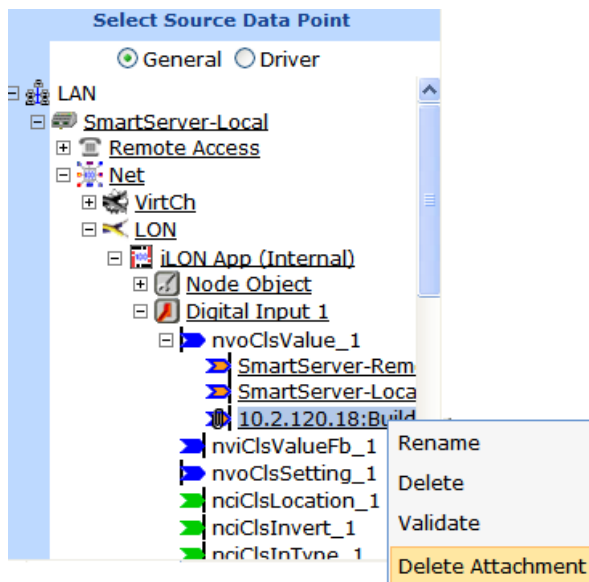 Select Source Data Point
General Driver
LAN
SmartServer-Local
Remote Access
Net
VirtCh
LON
iLON App (Internal)
Node Object
Digital Input 1
nvoClsValue_1
SmartServer-Rem
SmartServer-Loca
10.2.120.18:Build
nviClsValueFb_1
nvoClsSetting_1
nciClsLocation_1
nciClsInvert_1
nciClsInType_1
Rename
Delete
Validate
Delete Attachment